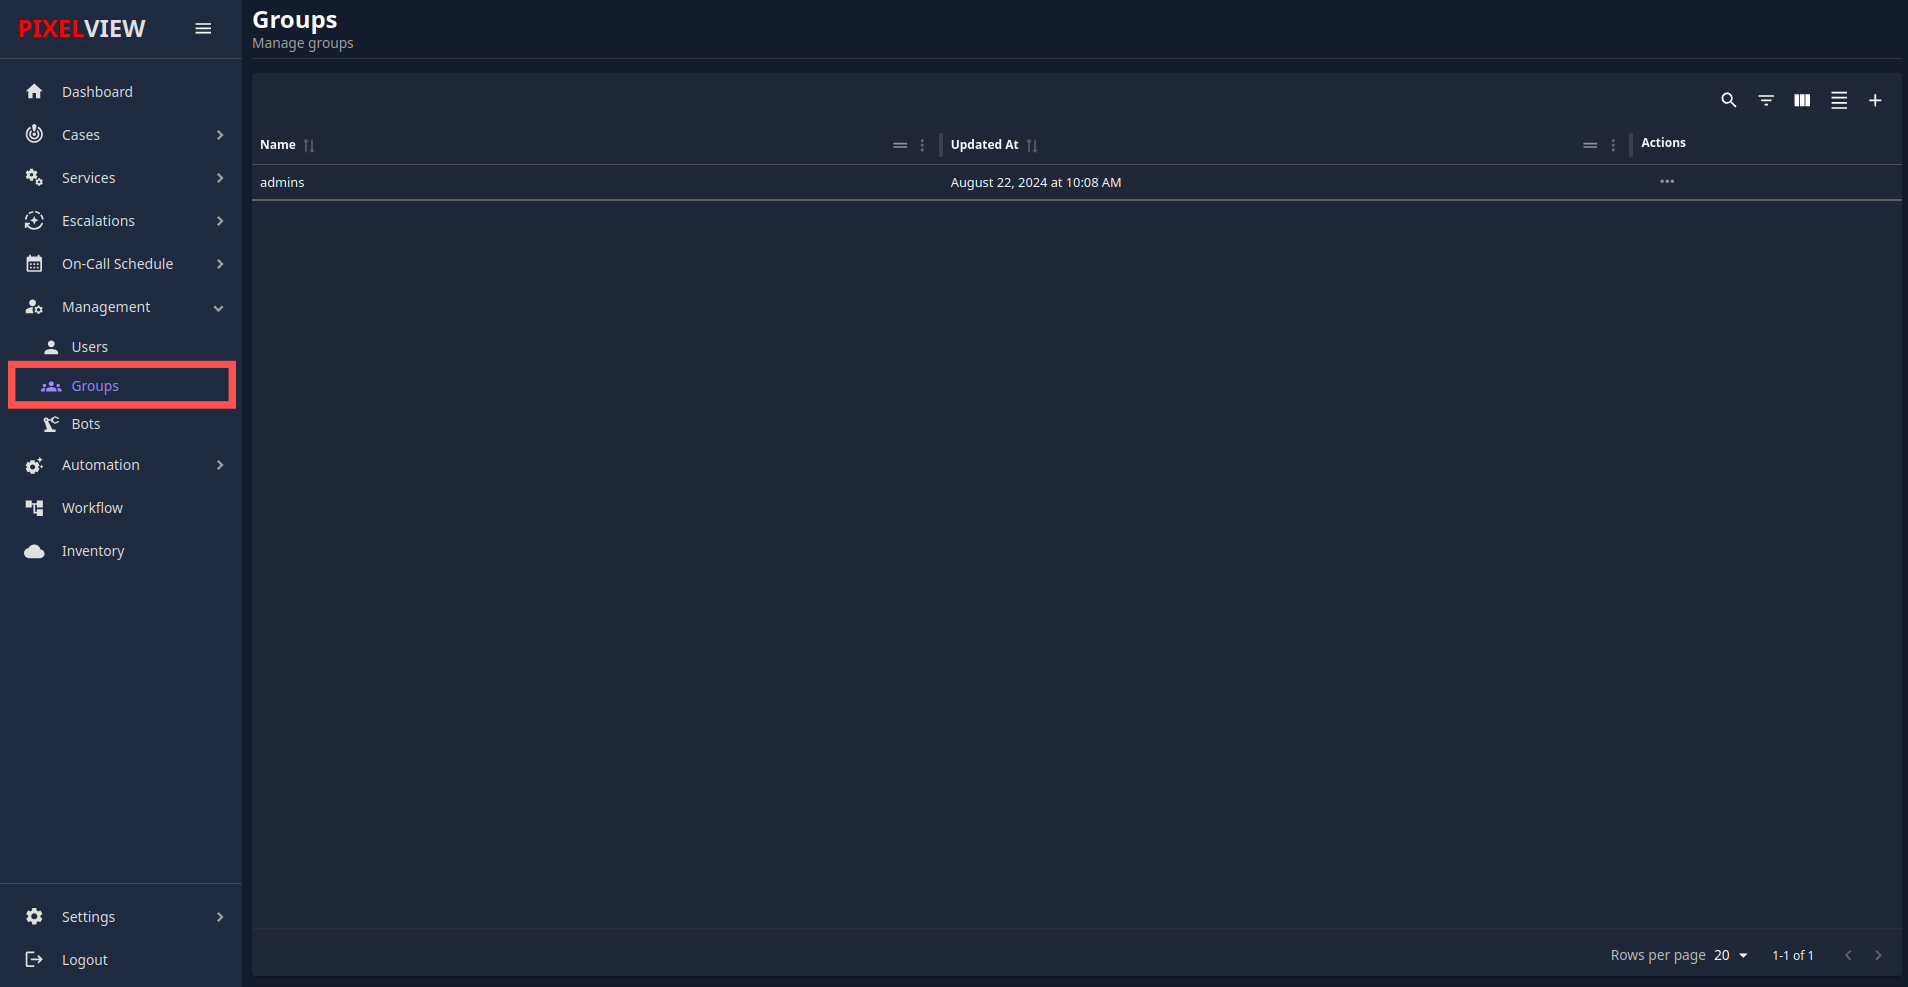 PIXELVIEW
Dashboard
Cases
Services
Escalations
On-Call Schedule
Management
Users
Groups
Bots
Automation
Workflow
Inventory
Settings
Logout
Groups
Manage groups
Name Updated At Actions
admins August 22, 2024 at 10:08 AM
Rows per page 20 1-1 of 1